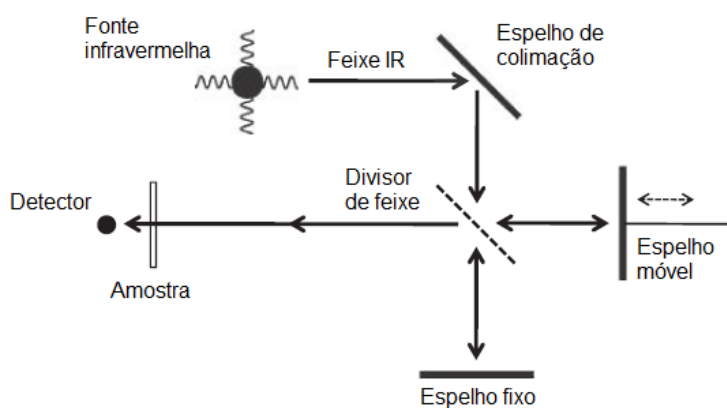 Fonte
infravermelha
Feixe IR
Espelho de
colimação
Detector
Divisor
de feixe
Amostra
Espelho
móvel
Espelho fixo